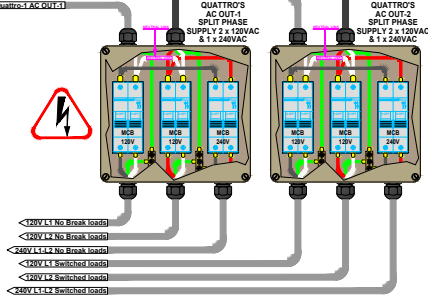 Quattro-1 AC OUT-1
QUATTRO'S
AC OUT-1
SPLIT PHASE
SUPPLY 2 x 120VAC
& 1 x 240VAC
QUATTRO'S
AC OUT-2
SPLIT PHASE
SUPPLY 2 x 120VAC
& 1 x 240VAC
MCB
120V
MCB
120V
MCB
240V
MCB
120V
MCB
120V
MCB
240V
120V L1 No Break loads
120V L2 No Break loads
240V L1-L2 No Break loads
120V L1 Switched loads
120V L2 Switched loads
240V L1-L2 Switched loads